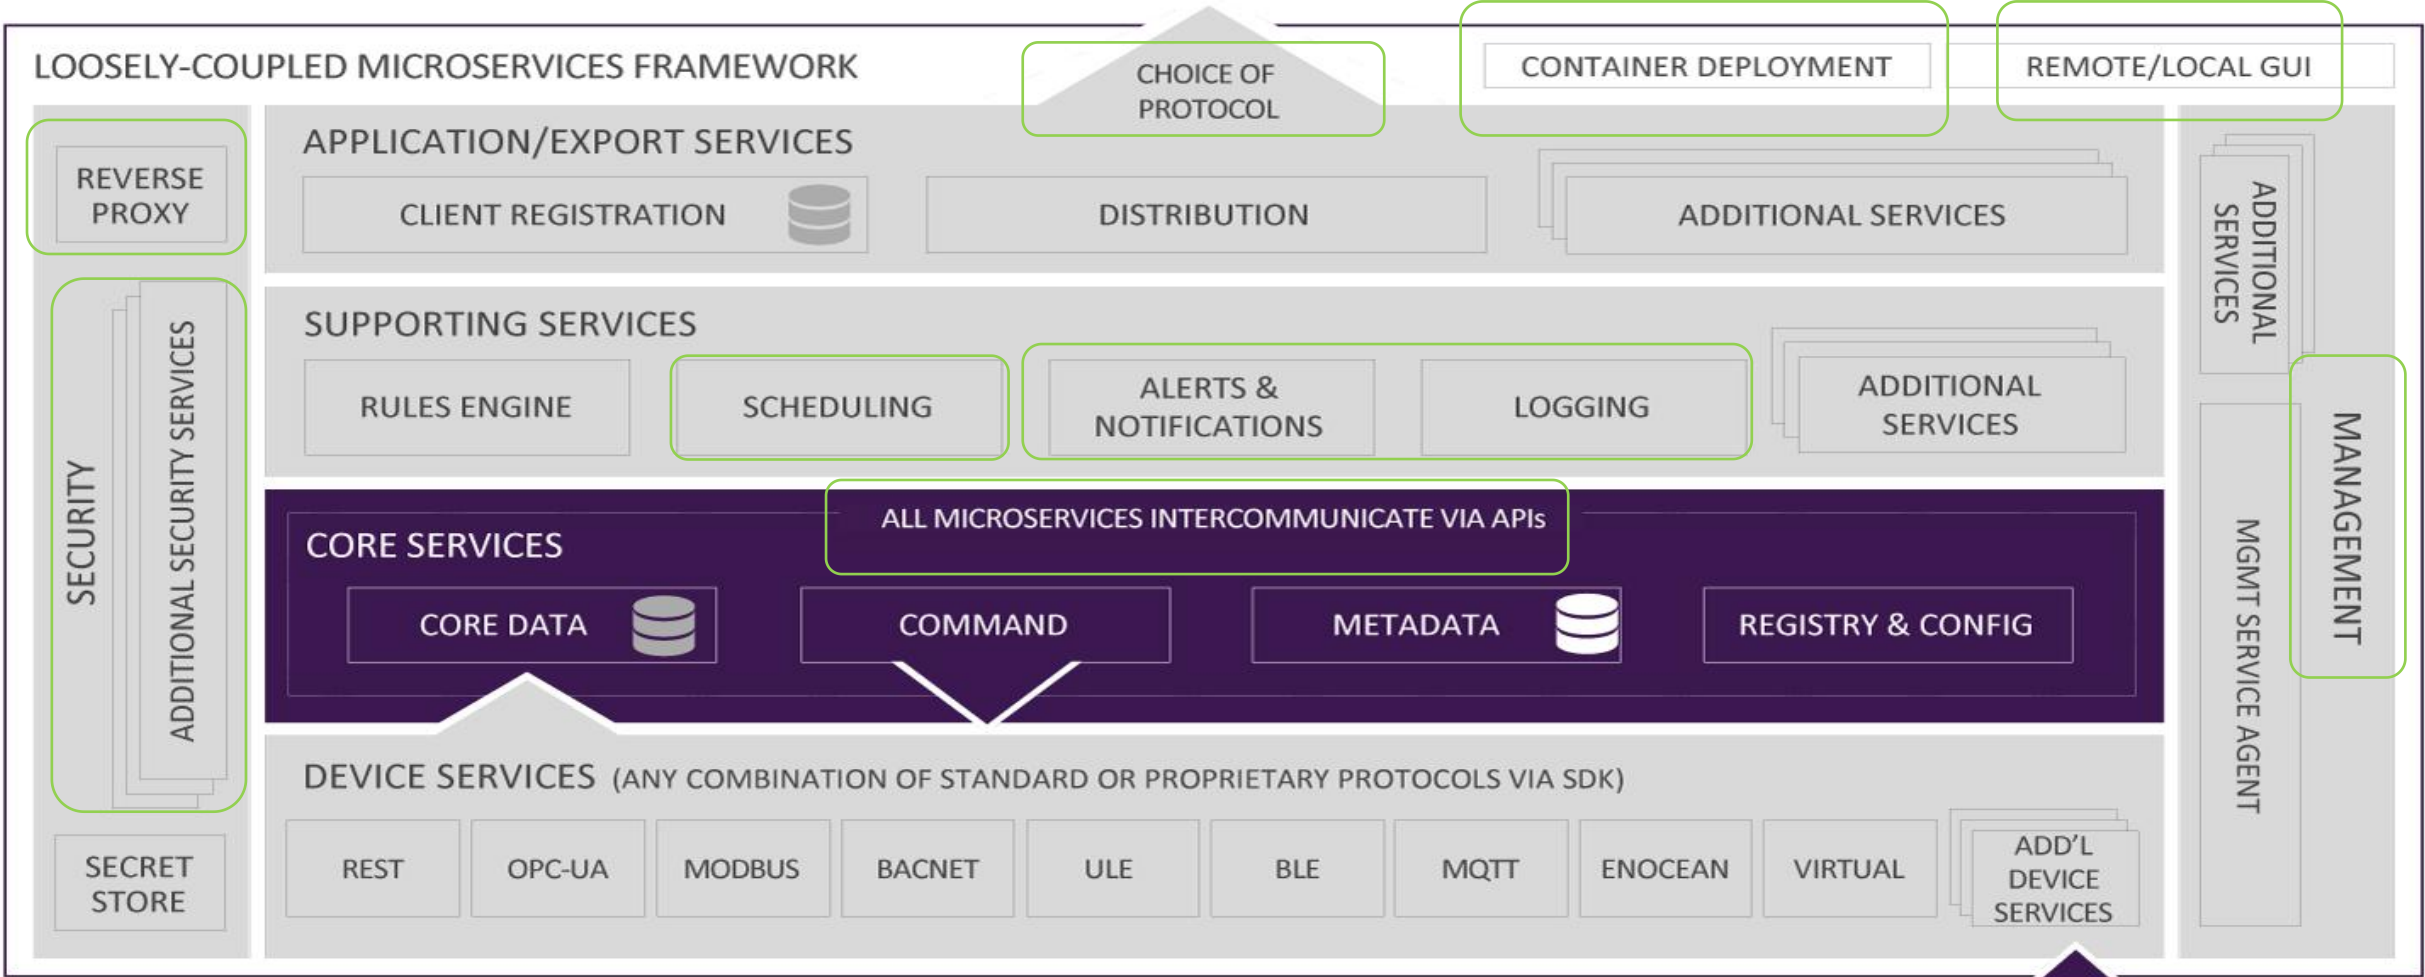 LOOSELY-COUPLED MICROSERVICES FRAMEWORK
CHOICE OF
PROTOCOL
CONTAINER DEPLOYMENT
REMOTE/LOCAL GUI
REVERSE
PROXY
SECURITY
ADDITIONAL SECURITY SERVICES
SECRET
STORE
APPLICATION/EXPORT SERVICES
CLIENT REGISTRATION
DISTRIBUTION
ADDITIONAL SERVICES
SUPPORTING SERVICES
RULES ENGINE
SCHEDULING
ALERTS &
NOTIFICATIONS
LOGGING
ADDITIONAL
SERVICES
ALL MICROSERVICES INTERCOMMUNICATE VIA APIs
CORE SERVICES
CORE DATA
COMMAND
METADATA
REGISTRY & CONFIG
DEVICE SERVICES (ANY COMBINATION OF STANDARD OR PROPRIETARY PROTOCOLS VIA SDK)
REST
OPC-UA
MODBUS
BACNET
ULE
BLE
MQTT
ENOCEAN
VIRTUAL
ADD'L
DEVICE
SERVICES
ADDITIONAL
SERVICES
MANAGEMENT
MGMT SERVICE AGENT